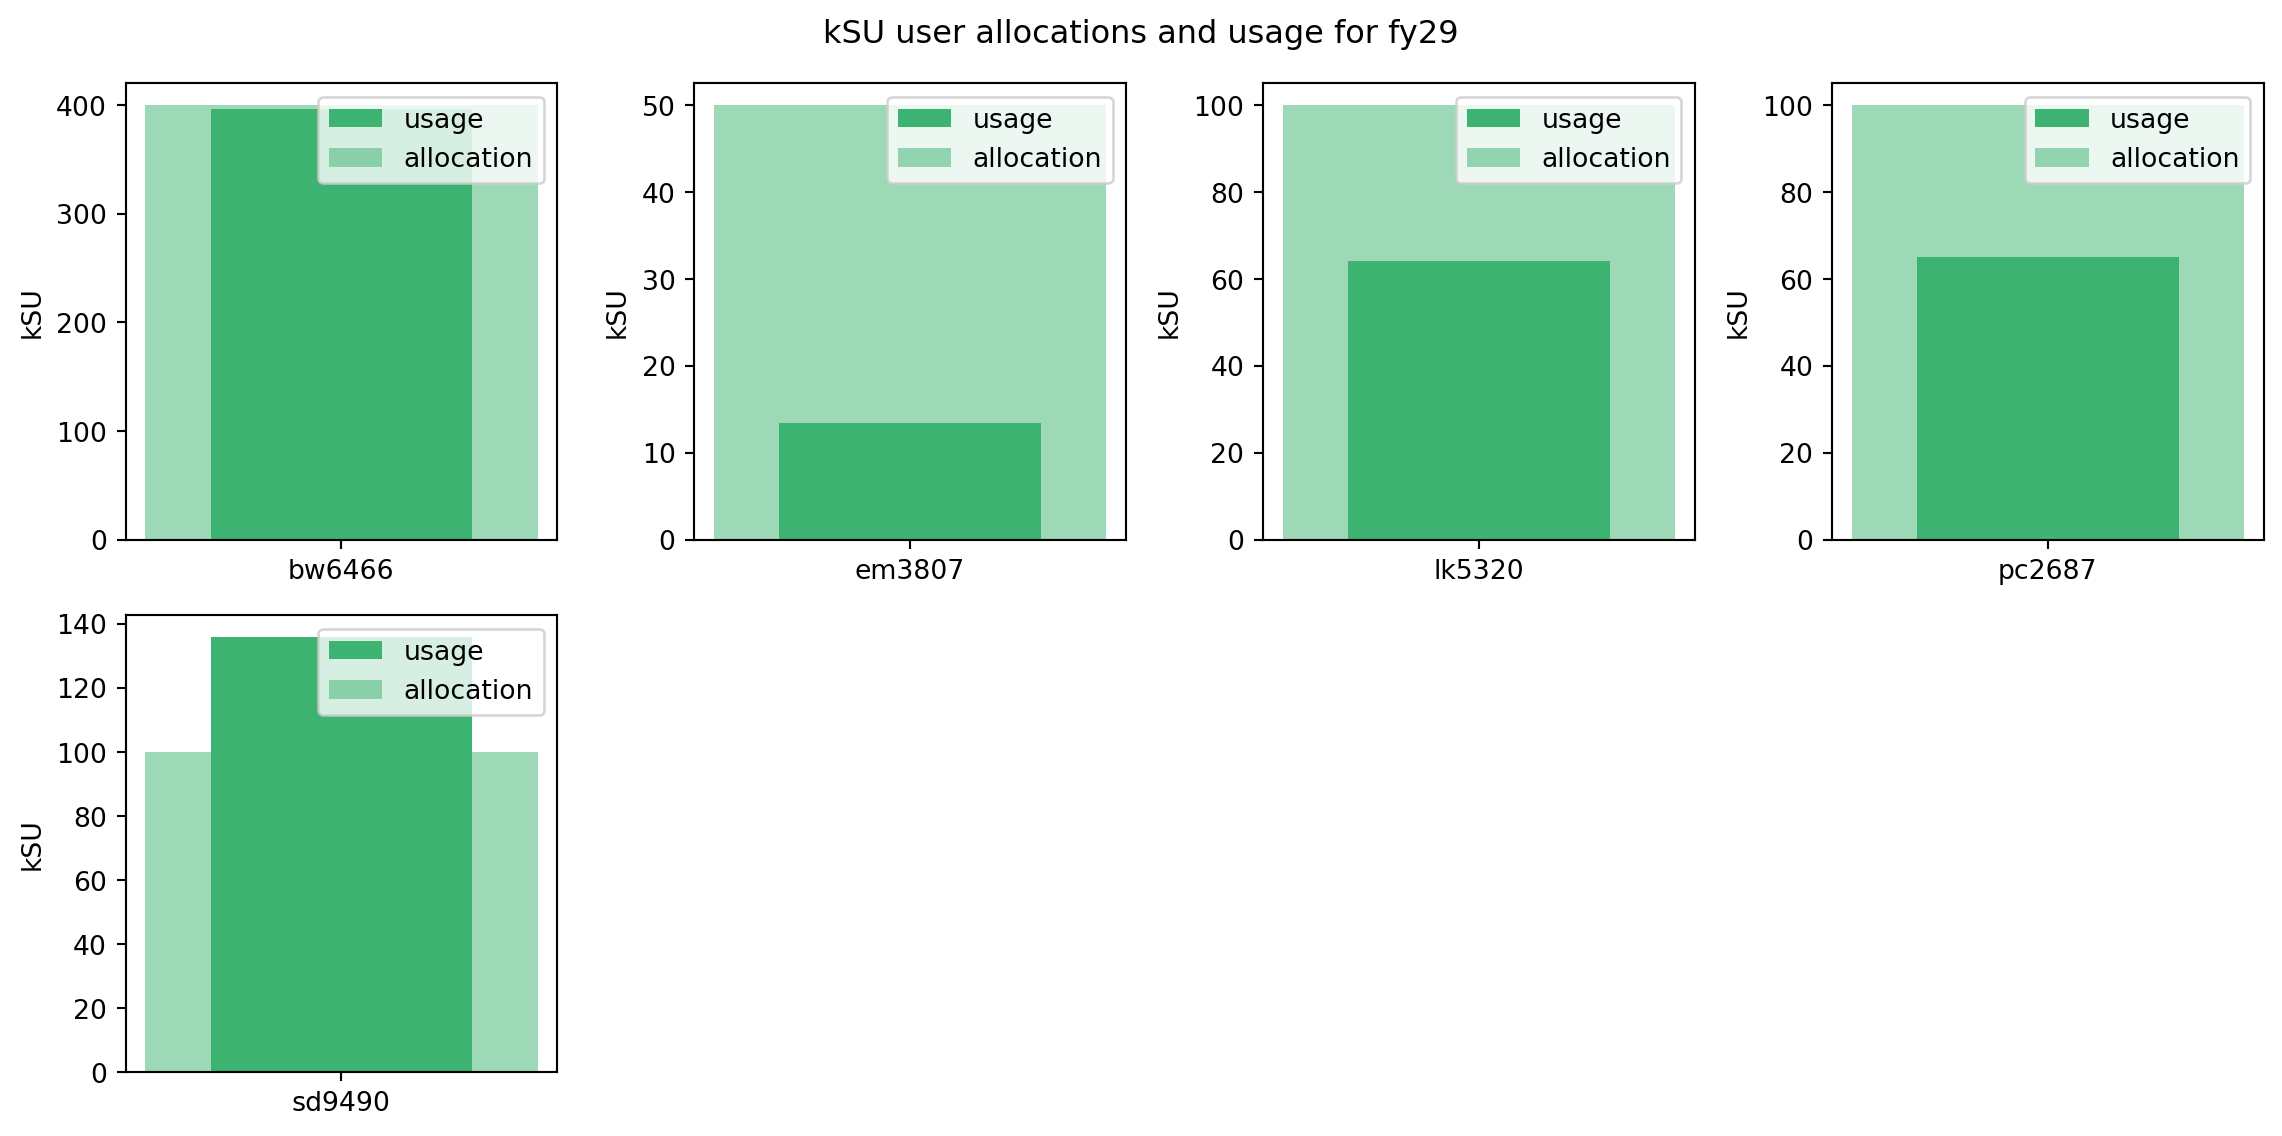 kSU user allocations and usage for fy29
400
300
200
100
0
kSU
usage
allocation
bw6466
50
40
30
20
10
0
kSU
usage
allocation
em3807
100
80
60
40
20
0
kSU
usage
allocation
lk5320
100
80
60
40
20
0
kSU
usage
allocation
pc2687
140
120
100
80
60
40
20
0
kSU
usage
allocation
sd9490